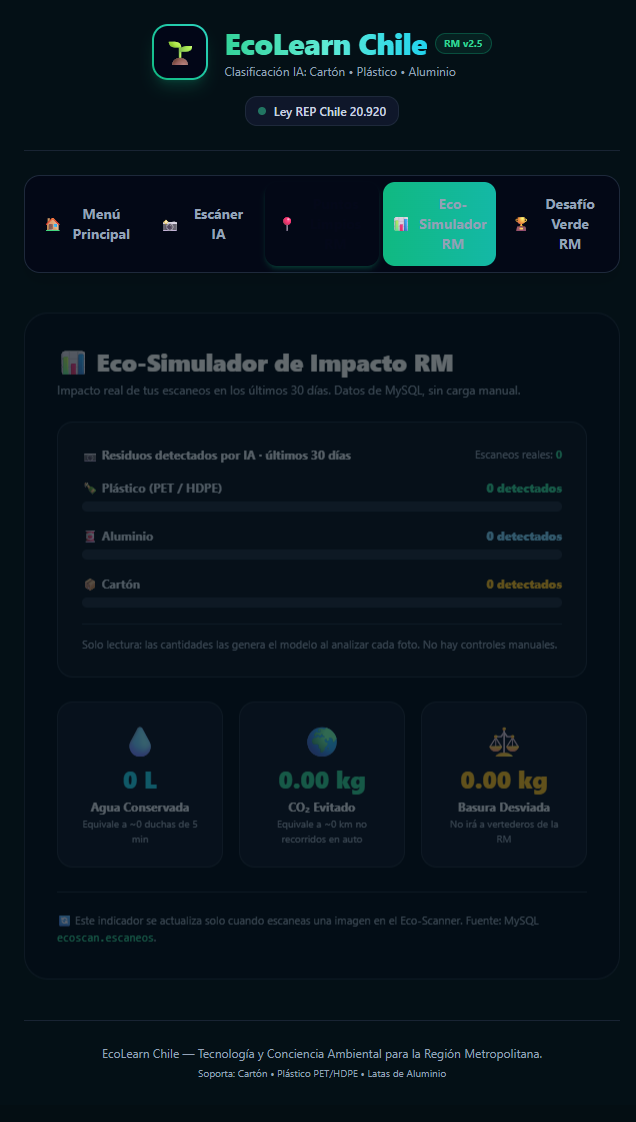 EcoLearn Chile RM v2.5
Clasificación IA: Cartón • Plástico • Aluminio
Ley REP Chile 20.920
Menú
Principal
Escáner
IA
Eco-
Simulador
RM
Desafío
Verde
RM
Eco-Simulador de Impacto RM
Impacto real de tus escaneos en los últimos 30 días. Datos de MySQL, sin carga manual.
Residuos detectados por IA · últimos 30 días
Escaneos reales: 0
Plástico (PET / HDPE)
0 detectados
Aluminio
0 detectados
Cartón
0 detectados
Solo lectura: las cantidades las genera el modelo al analizar cada foto. No hay controles manuales.
0 L
Agua Conservada
Equivale a ~0 duchas de 5
min
0.00 kg
CO₂ Evitado
Equivale a ~0 km no
recorridos en auto
0.00 kg
Basura Desviada
No irá a vertederos de la
RM
Este indicador se actualiza solo cuando escaneas una imagen en el Eco-Scanner. Fuente: MySQL
ecoscan.escaneos.
EcoLearn Chile — Tecnología y Conciencia Ambiental para la Región Metropolitana.
Soporta: Cartón • Plástico PET/HDPE • Latas de Aluminio